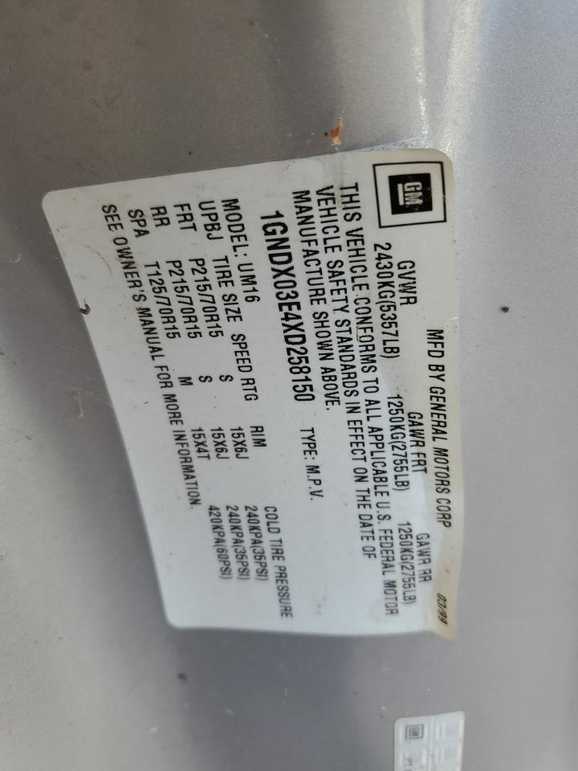 GM
MFD BY GENERAL MOTORS CORP 03/99
GVWR GAWR FRT GAWR RR
2430KG(5357LB) 1250KG(2755LB) 1250KG(2755LB)
THIS VEHICLE CONFORMS TO ALL APPLICABLE U.S. FEDERAL MOTOR
VEHICLE SAFETY STANDARDS IN EFFECT ON THE DATE OF
MANUFACTURE SHOWN ABOVE.
1GNDX03E4XD258150 TYPE: M.P.V.
MODEL: UM16
UPBJ TIRE SIZE SPEED RTG RIM COLD TIRE PRESSURE
FRT P215/70R15 S 15X6J 240KPA(35PSI)
RR P215/70R15 S 15X6J 240KPA(35PSI)
SPA T125/70R15 M 15X4T 420KPA(60PSI)
SEE OWNER'S MANUAL FOR MORE INFORMATION.
GM